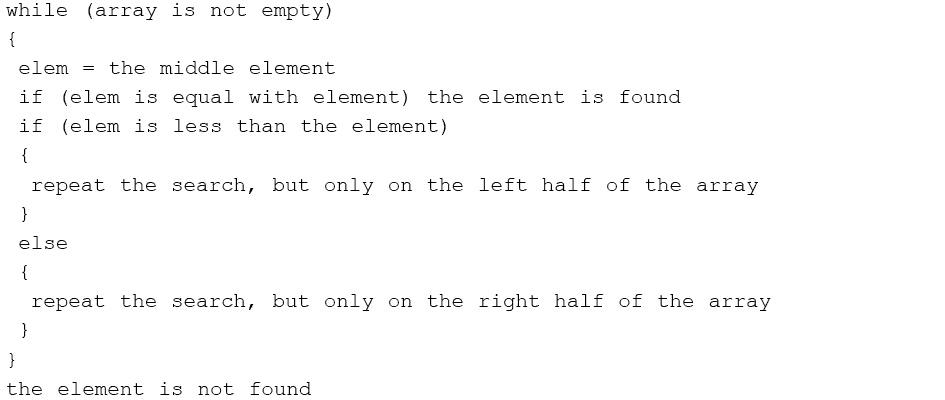 while (array is not empty)
{
elem = the middle element
if (elem is equal with element) the element is found
if (elem is less than the element)
{
repeat the search, but only on the left half of the array
}
else
{
repeat the search, but only on the right half of the array
}
}
the element is not found